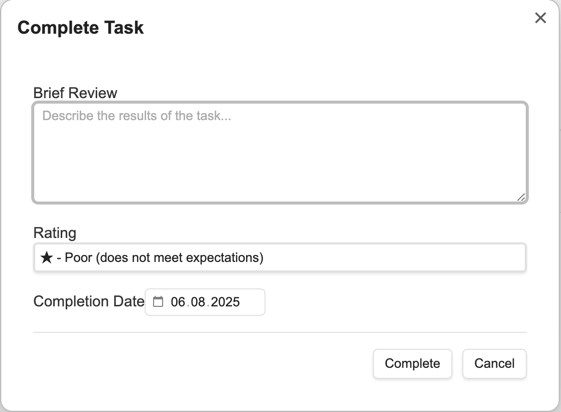 Complete Task
Brief Review
Describe the results of the task...
Rating
★ - Poor (does not meet expectations)
Completion Date 06.08.2025
Complete Cancel